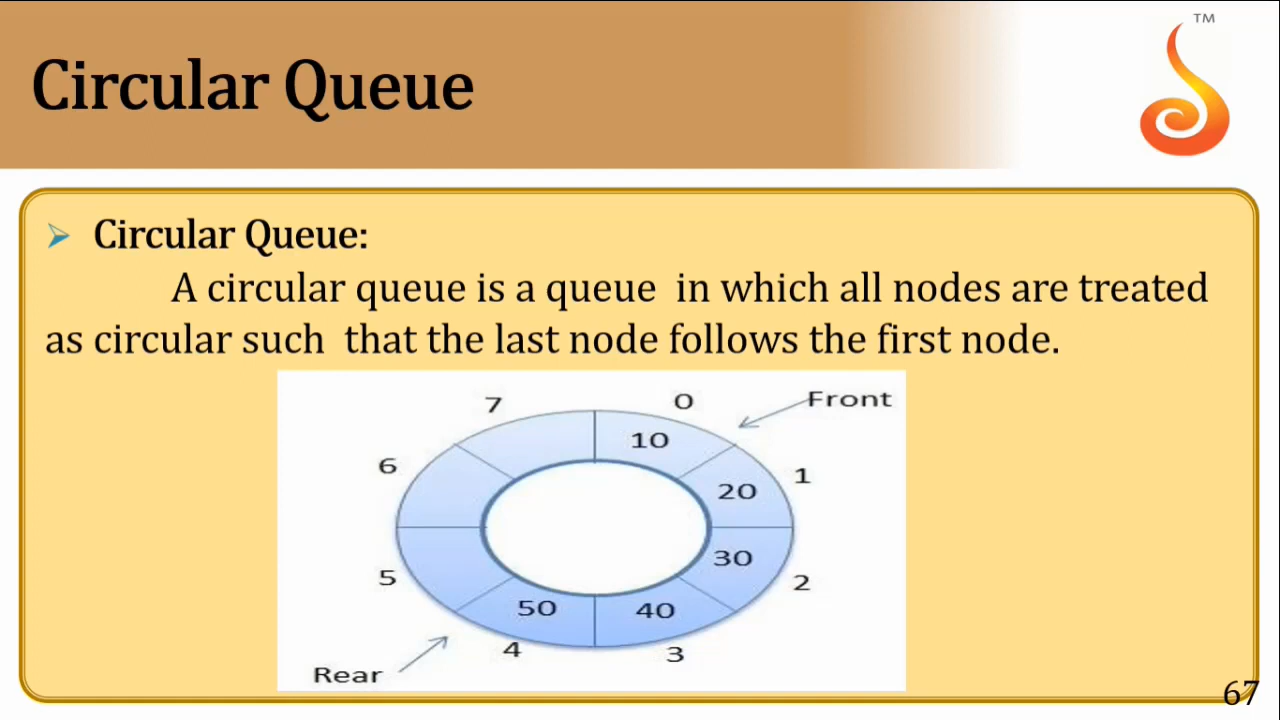 TM
Circular Queue
Circular Queue:
A circular queue is a queue in which all nodes are treated
as circular such that the last node follows the first node.
7
0
Front
10
6
1
20
30
5
2
50
40
4
3
Rear
67